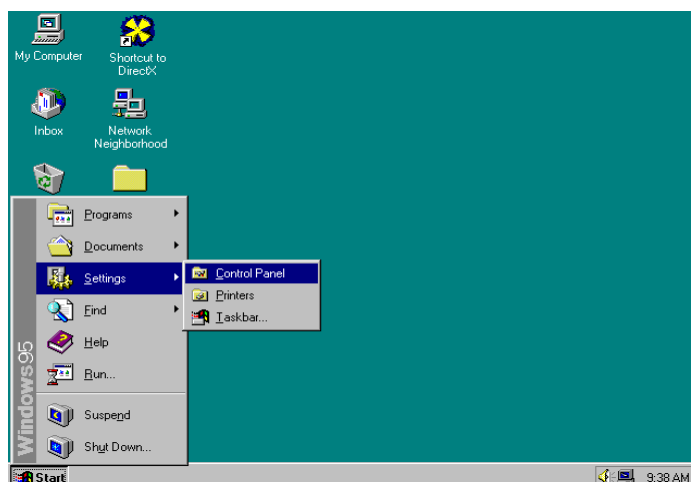 My Computer
Shortcut to
DirectX
Inbox
Network
Neighborhood
Programs
Documents
Settings
Control Panel
Printers
Taskbar...
Find
Help
Run...
Suspend
Shut Down...
Windows95
Start
9:38 AM